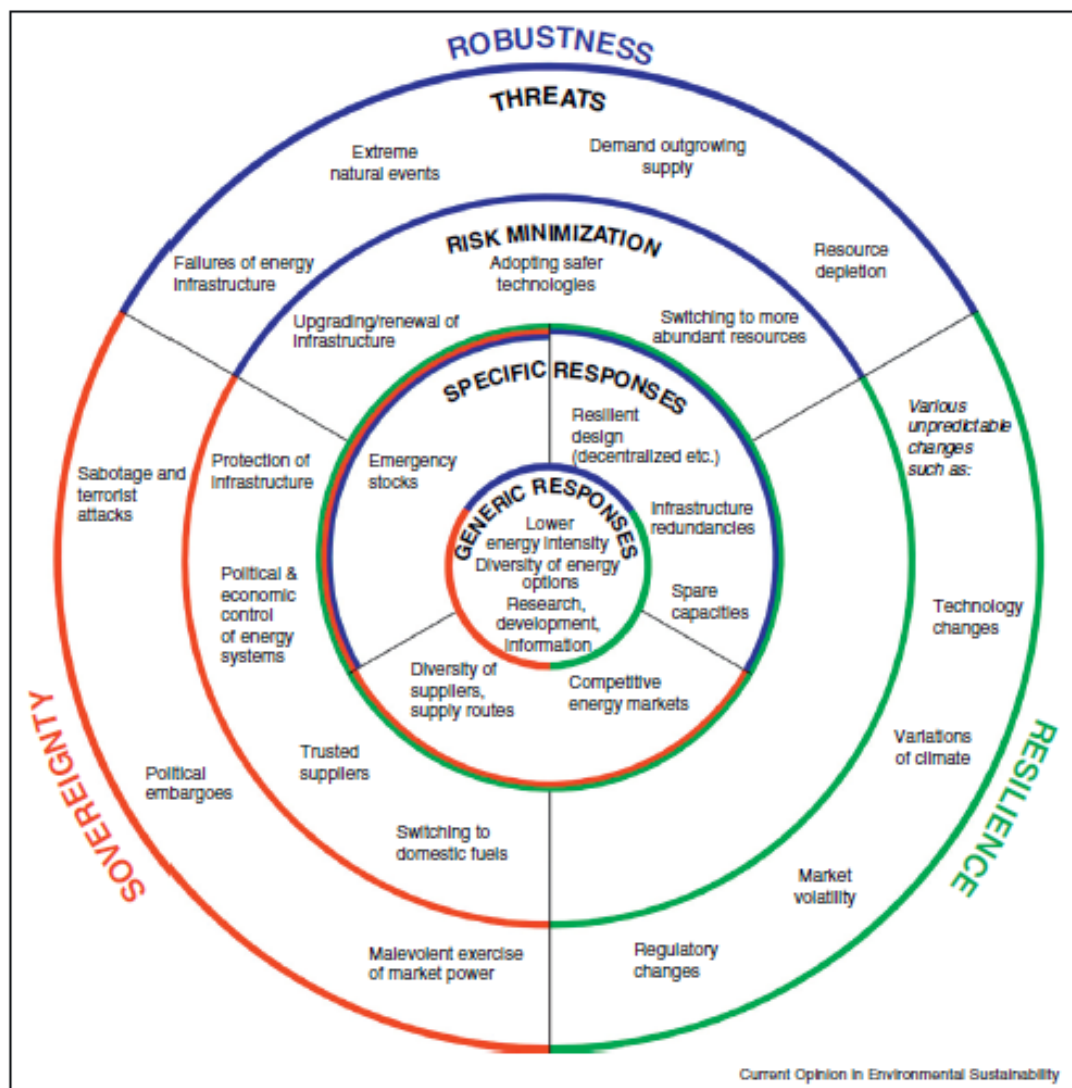 ROBUSTNESS
THREATS
Extreme
natural events
Demand outgrowing
supply
Failures of energy
Infrastructure
Resource
depletion
RISK MINIMIZATION
Adopting safer
technologies
Upgrading/renewal of
Infrastructure
Switching to more
abundant resources
SPECIFIC RESPONSES
Resilient
design
(decentralized etc.)
Emergency
stocks
Infrastructure
redundancies
Spare
capacities
GENERIC RESPONSES
Lower
energy intensity
Diversity of energy
options
Research,
development,
Information
Diversity of
suppliers,
supply routes
Competitive
energy markets
Sabotage and
terrorist
attacks
Protection of
Infrastructure
Political &
economic
control
of energy
systems
Trusted
suppliers
Switching to
domestic fuels
Political
embargoes
Malevolent exercise
of market power
SOVEREIGNTY
Various
unpredictable
changes
such as:
Technology
changes
Variations
of climate
Market
volatility
Regulatory
changes
RESILIENCE
Current Opinion in Environmental Sustainability